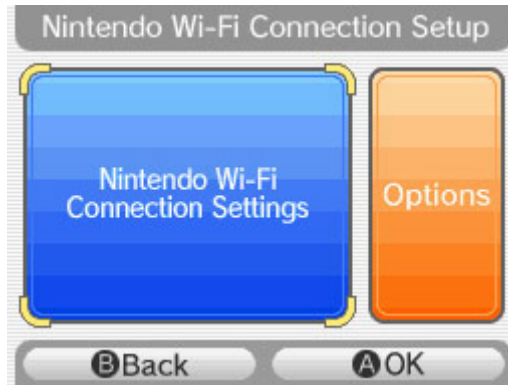 Nintendo Wi-Fi Connection Setup
Nintendo Wi-Fi
Connection Settings
Options
B Back
A OK